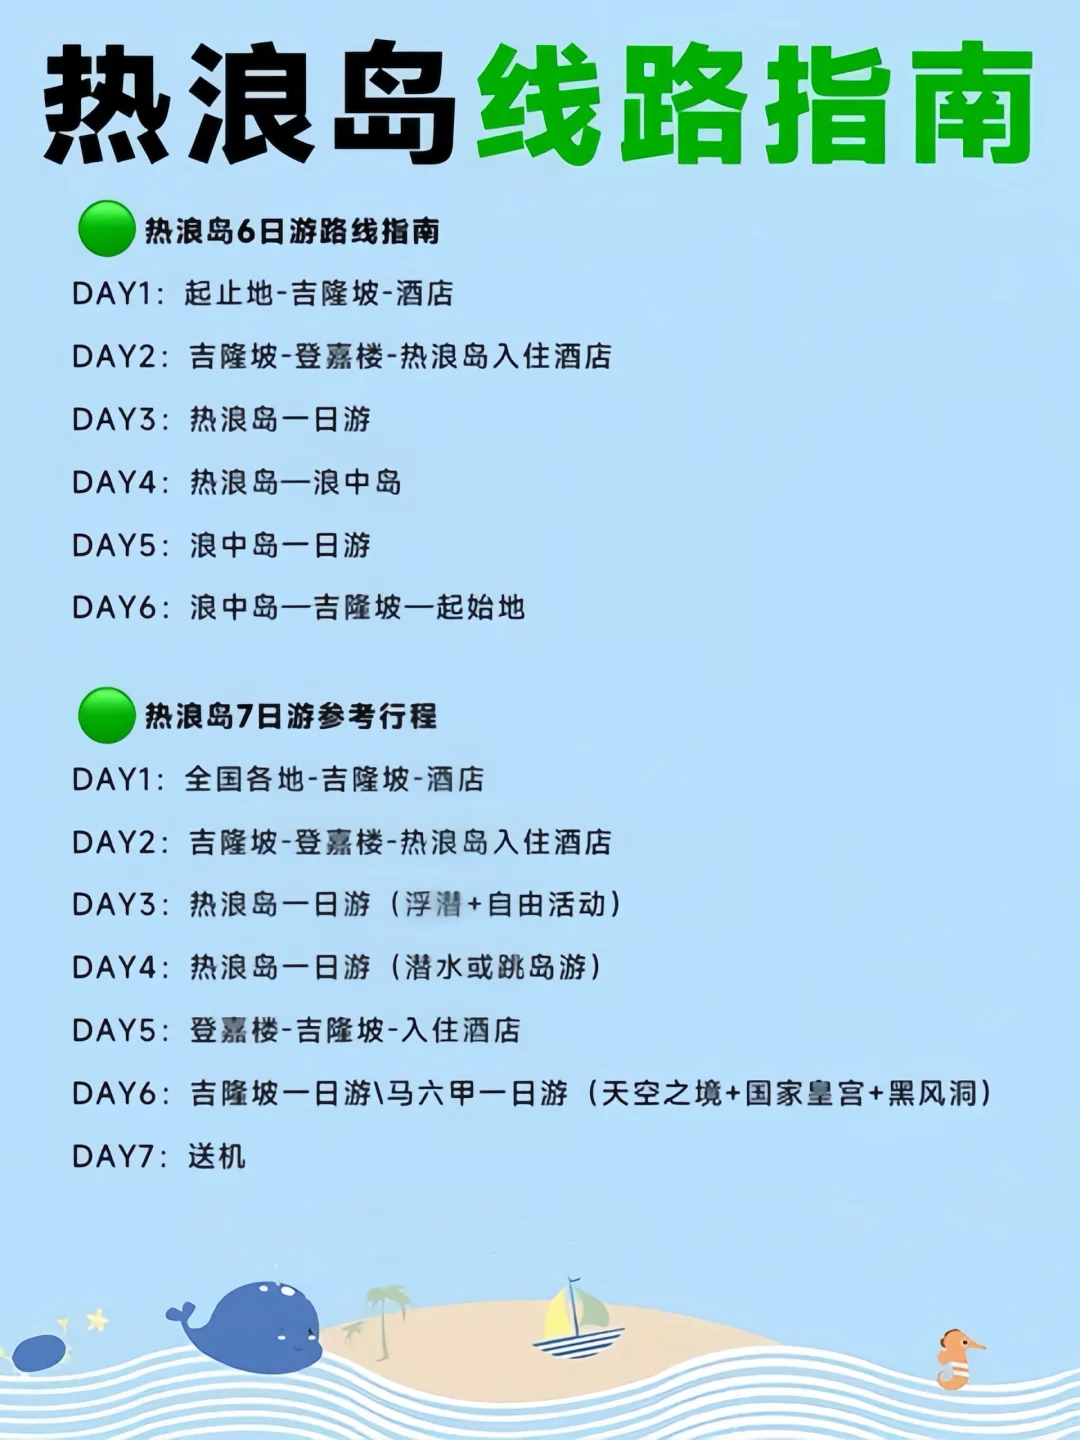 热浪岛线路指南
热浪岛6日游路线指南
DAY1：起止地-吉隆坡-酒店
DAY2：吉隆坡-登嘉楼-热浪岛入住酒店
DAY3：热浪岛一日游
DAY4：热浪岛—浪中岛
DAY5：浪中岛一日游
DAY6：浪中岛—吉隆坡—起始地
热浪岛7日游参考行程
DAY1：全国各地-吉隆坡-酒店
DAY2：吉隆坡-登嘉楼-热浪岛入住酒店
DAY3：热浪岛一日游（浮潜+自由活动）
DAY4：热浪岛一日游（潜水或跳岛游）
DAY5：登嘉楼-吉隆坡-入住酒店
DAY6：吉隆坡一日游\马六甲一日游（天空之境+国家皇宫+黑风洞）
DAY7：送机